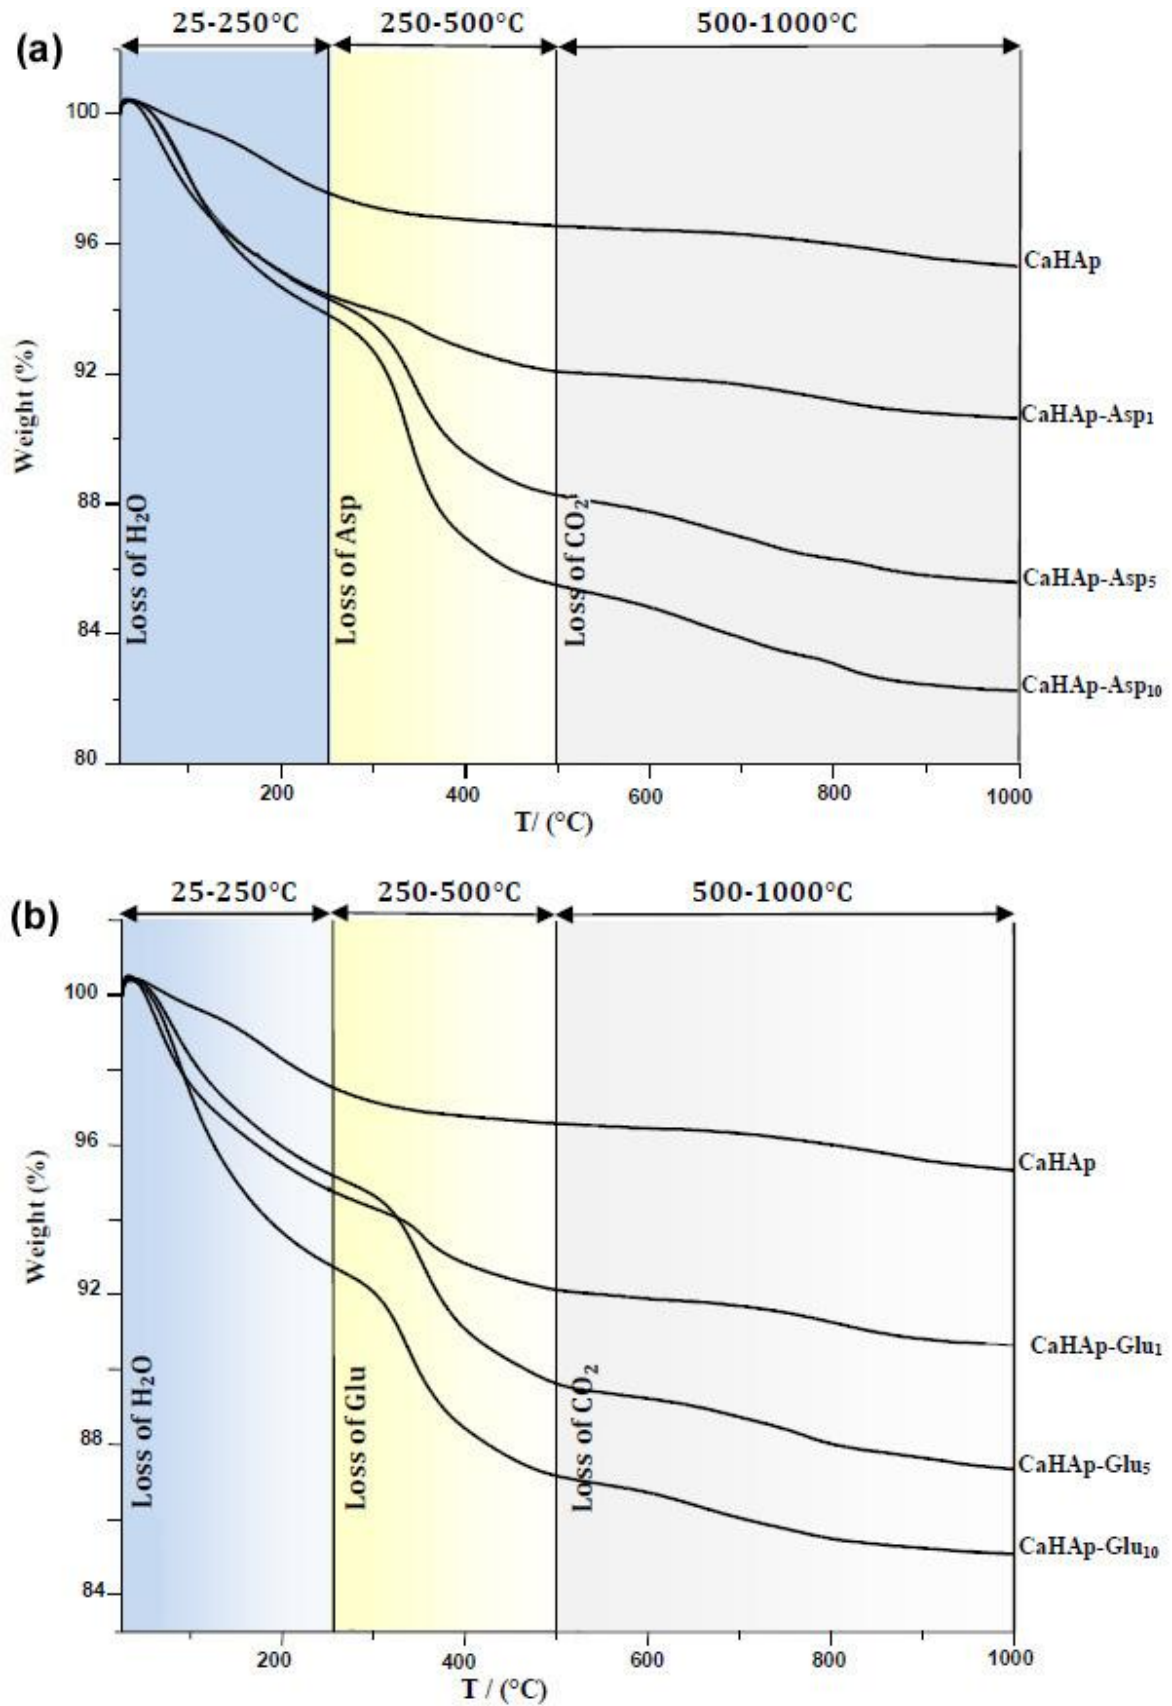 (a)
25-250°C 250-500°C 500-1000°C
100
96
92
88
84
80
Weight (%)
Loss of H₂O
Loss of Asp
Loss of CO₂
CaHAp
CaHAp-Asp₁
CaHAp-Asp₅
CaHAp-Asp₁₀
200 400 600 800 1000
T/ (°C)
(b)
25-250°C 250-500°C 500-1000°C
100
96
92
88
84
Weight (%)
Loss of H₂O
Loss of Glu
Loss of CO₂
CaHAp
CaHAp-Glu₁
CaHAp-Glu₅
CaHAp-Glu₁₀
200 400 600 800 1000
T / (°C)